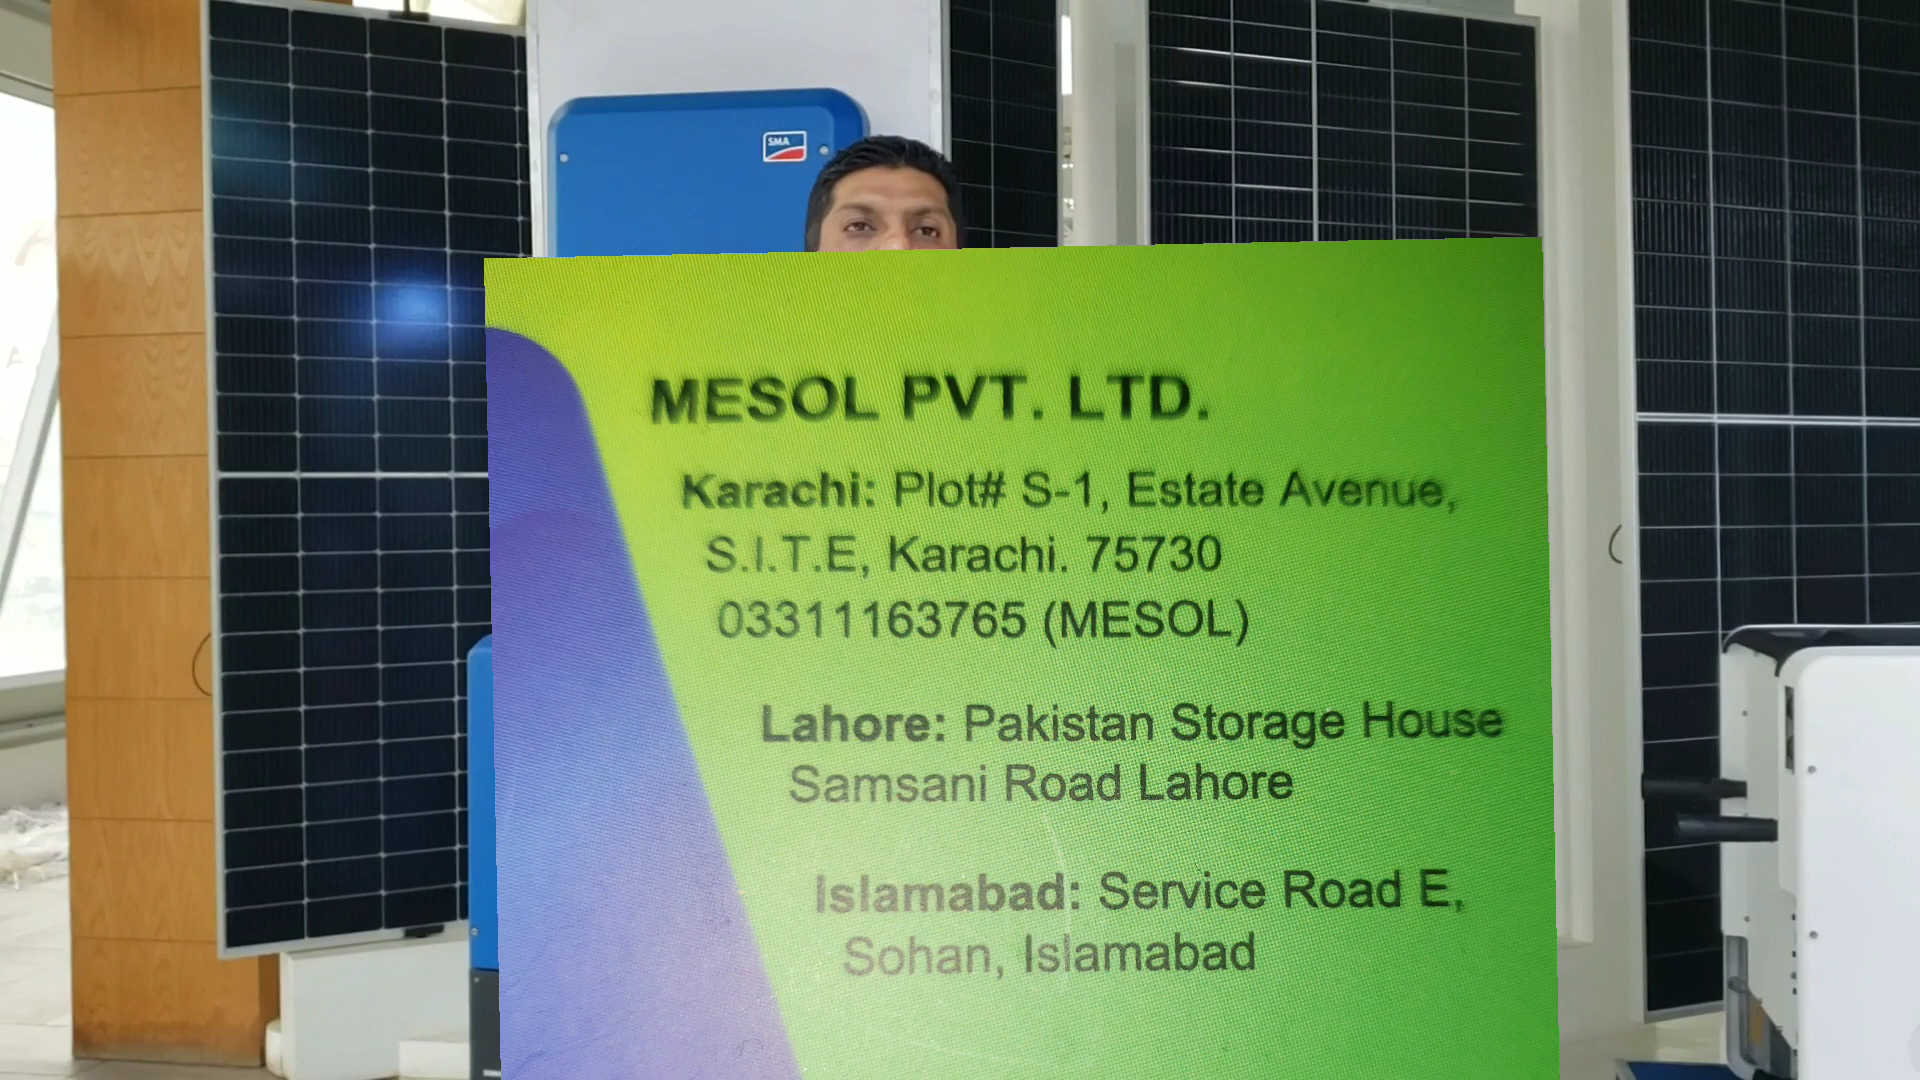 SMA
MESOL PVT. LTD.
Karachi: Plot# S-1, Estate Avenue,
S.I.T.E, Karachi. 75730
03311163765 (MESOL)
Lahore: Pakistan Storage House
Samsani Road Lahore
Islamabad: Service Road E,
Sohan, Islamabad